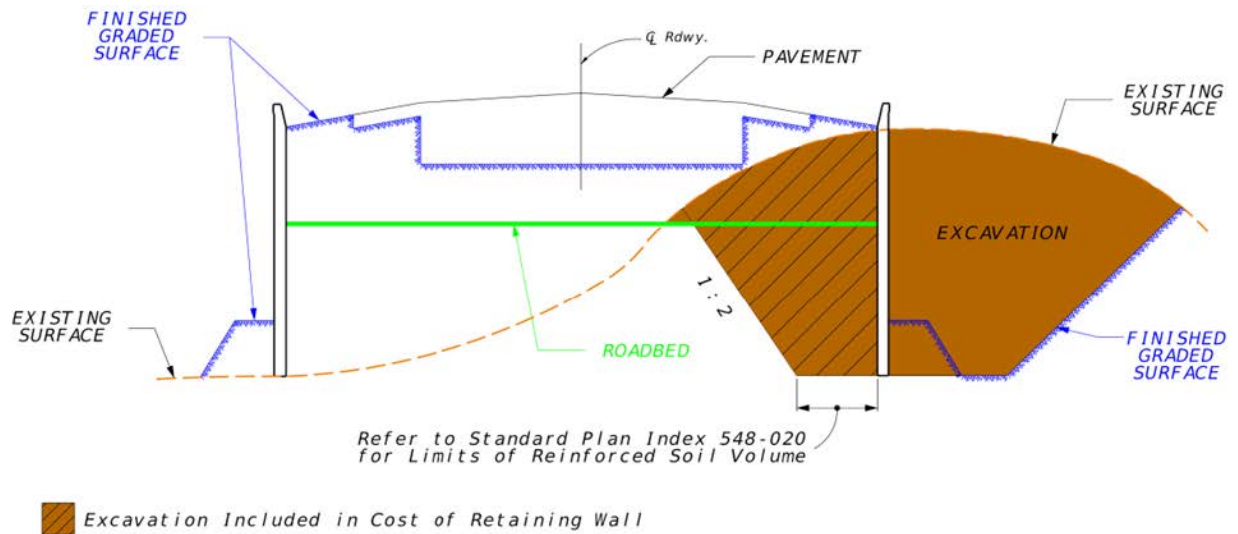 FINISHED
GRADED
SURFACE
℄ Rdwy.
PAVEMENT
EXISTING
SURFACE
EXCAVATION
1:2
EXISTING
SURFACE
ROADBED
FINISHED
GRADED
SURFACE
Refer to Standard Plan Index 548-020
for Limits of Reinforced Soil Volume
Excavation Included in Cost of Retaining Wall